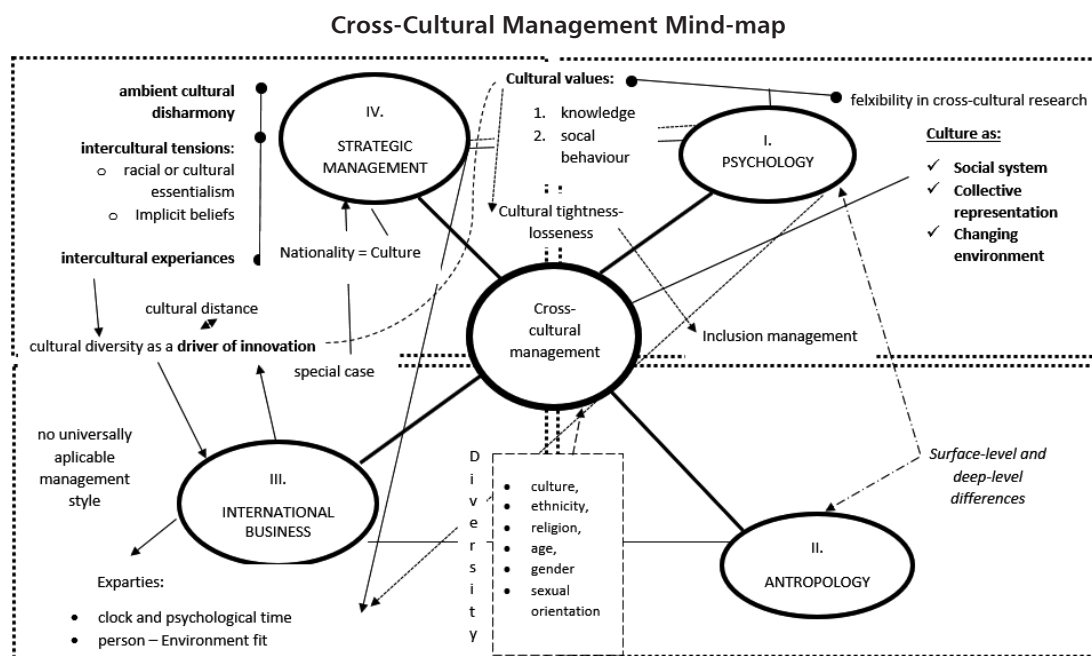 Cross-Cultural Management Mind-map
ambient cultural
disharmony
intercultural tensions:
o racial or cultural
essentialism
o Implicit beliefs
intercultural experiances
IV.
STRATEGIC
MANAGEMENT
Nationality = Culture
cultural distance
cultural diversity as a driver of innovation
special case
Cultural values:
1. knowledge
2. socal
behaviour
Cultural tightness-
losseness
I.
PSYCHOLOGY
felxibility in cross-cultural research
Culture as:
✓ Social system
✓ Collective
representation
✓ Changing
environment
Cross-
cultural
management
Inclusion management
no universally
aplicable
management
style
III.
INTERNATIONAL
BUSINESS
Exparties:
• clock and psychological time
• person – Environment fit
D
i
v
e
r
s
i
t
y
• culture,
• ethnicity,
• religion,
• age,
• gender
• sexual
orientation
Surface-level and
deep-level
differences
II.
ANTROPOLOGY